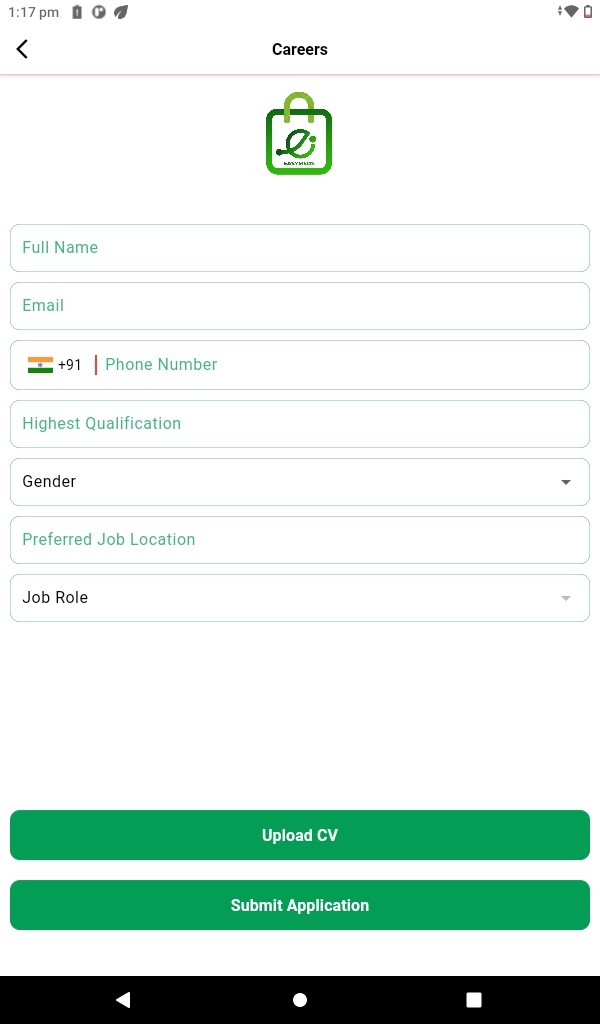 1:17 pm
Careers
Full Name
Email
+91 Phone Number
Highest Qualification
Gender
Preferred Job Location
Job Role
Upload CV
Submit Application